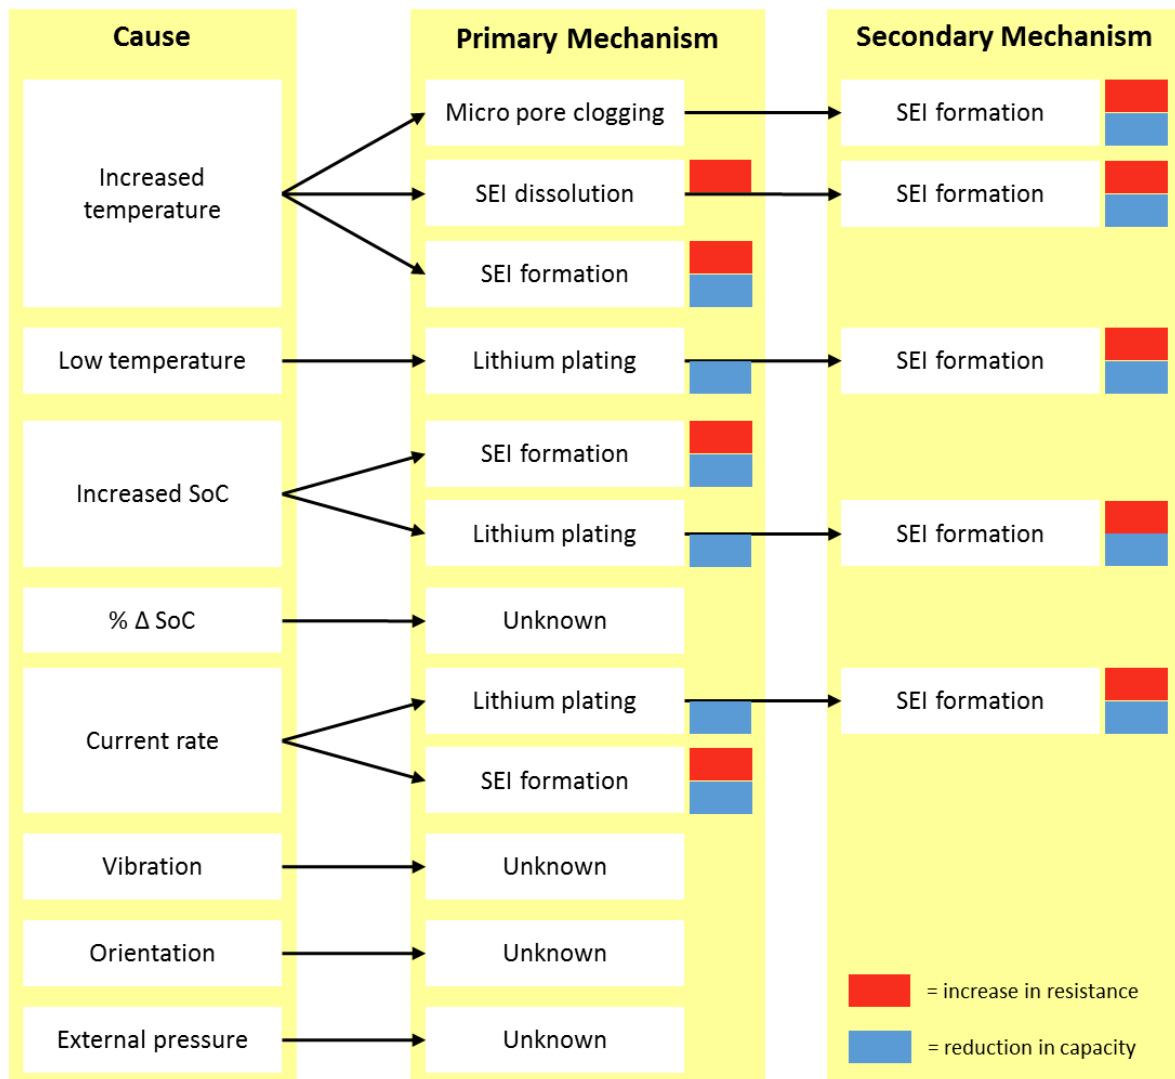 Cause
Primary Mechanism
Secondary Mechanism
Increased
temperature
Micro pore clogging
SEI formation
SEI dissolution
SEI formation
SEI formation
Low temperature
Lithium plating
SEI formation
Increased SoC
SEI formation
Lithium plating
SEI formation
% Δ SoC
Unknown
Current rate
Lithium plating
SEI formation
SEI formation
Vibration
Unknown
Orientation
Unknown
External pressure
Unknown
= increase in resistance
= reduction in capacity